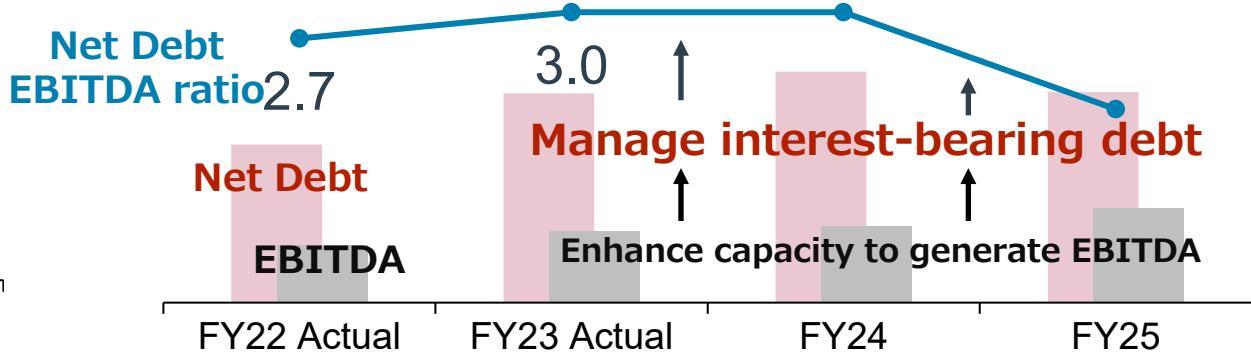 Net Debt
EBITDA ratio
2.7
3.0
Manage interest-bearing debt
Net Debt
EBITDA
Enhance capacity to generate EBITDA
FY22 Actual
FY23 Actual
FY24
FY25